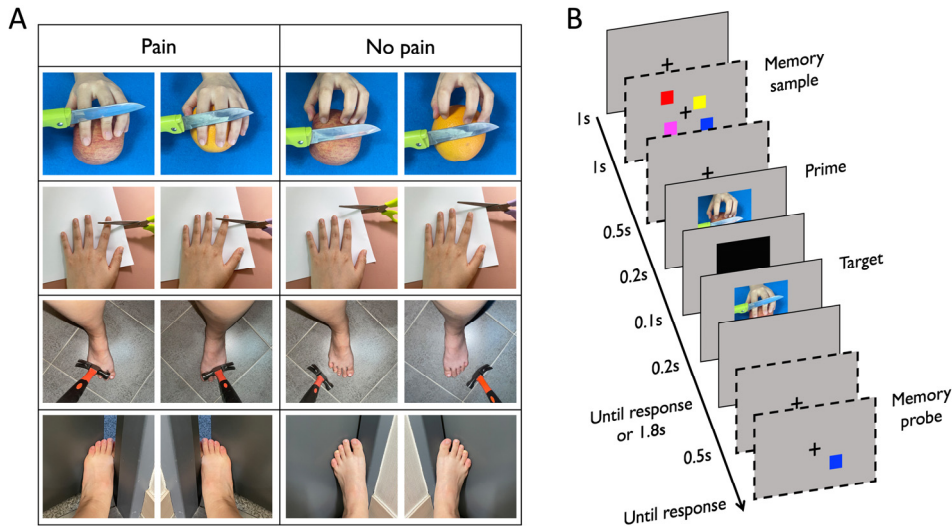 A
Pain
No pain
B
Memory
sample
1s
1s
Prime
0.5s
0.2s
Target
0.1s
0.2s
Until response
or 1.8s
Memory
probe
0.5s
Until response